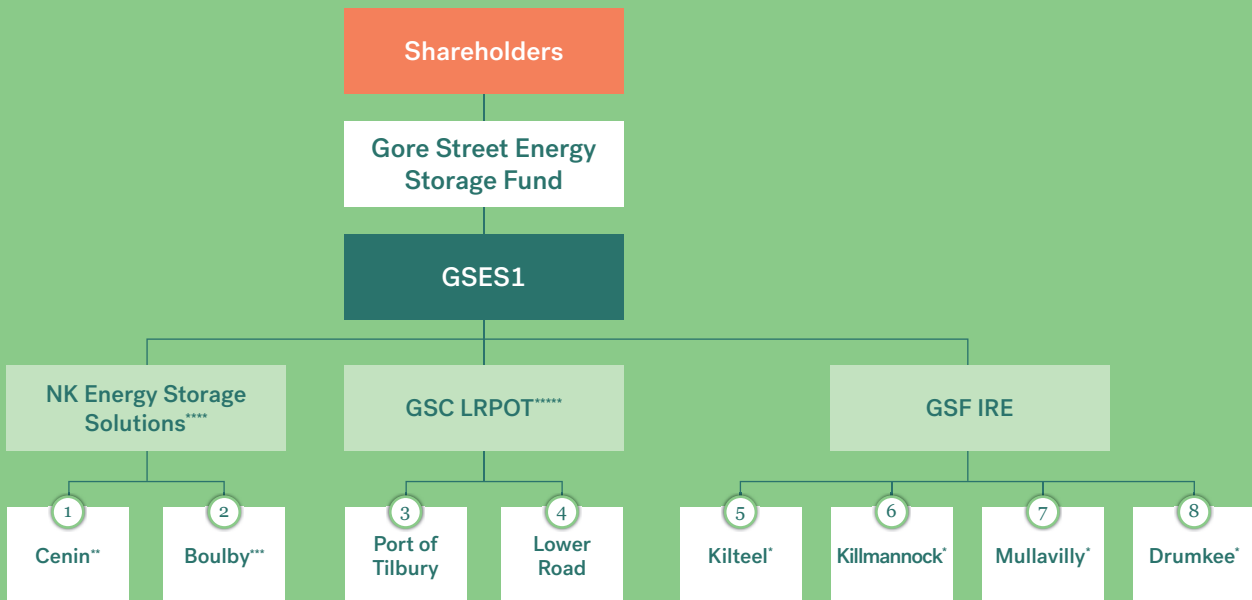 Shareholders
Gore Street Energy
Storage Fund
GSES1
NK Energy Storage
Solutions****
GSC LRPOT*****
GSF IRE
1
Cenin**
2
Boulby***
3
Port of
Tilbury
4
Lower
Road
5
Kilteel*
6
Killmannock*
7
Mullavilly*
8
Drumkee*